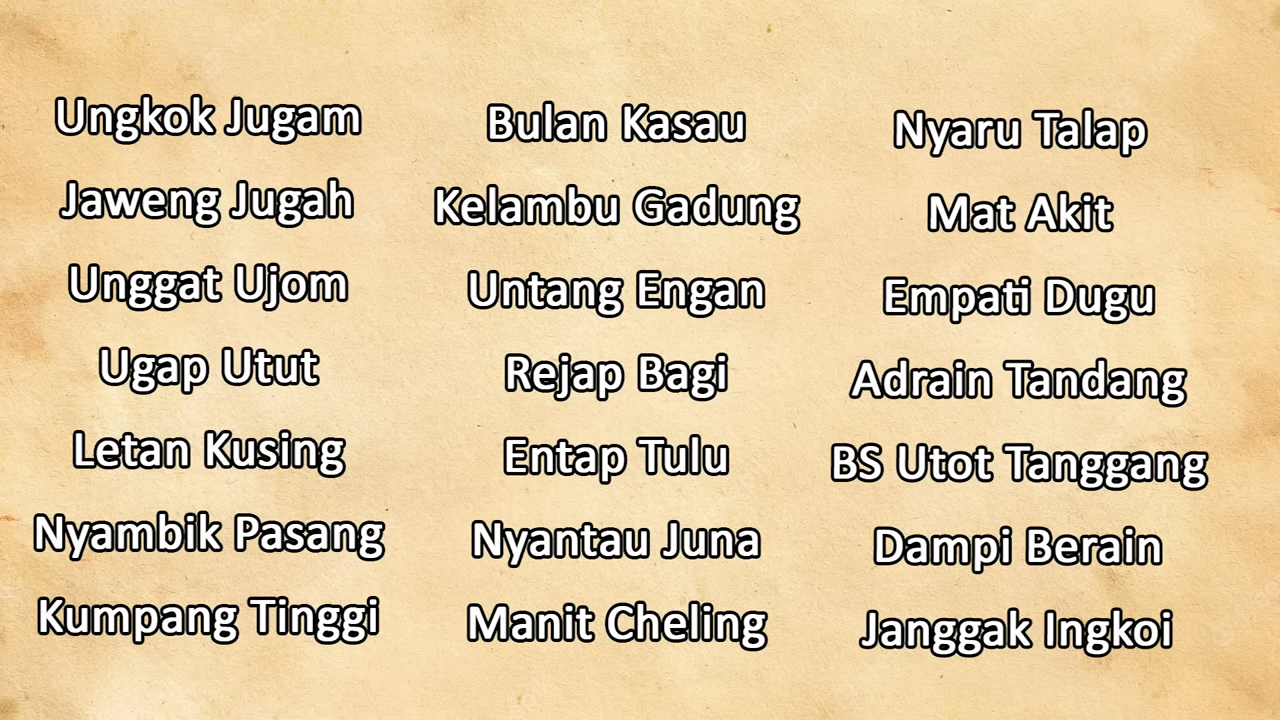 Ungkok Jugam
Jaweng Jugah
Unggat Ujom
Ugap Utut
Letan Kusing
Nyambik Pasang
Kumpang Tinggi
Bulan Kasau
Kelambu Gadung
Untang Engan
Rejap Bagi
Entap Tulu
Nyantau Juna
Manit Cheling
Nyaru Talap
Mat Akit
Empati Dugu
Adrain Tandang
BS Utot Tanggang
Dampi Berain
Janggak Ingkoi